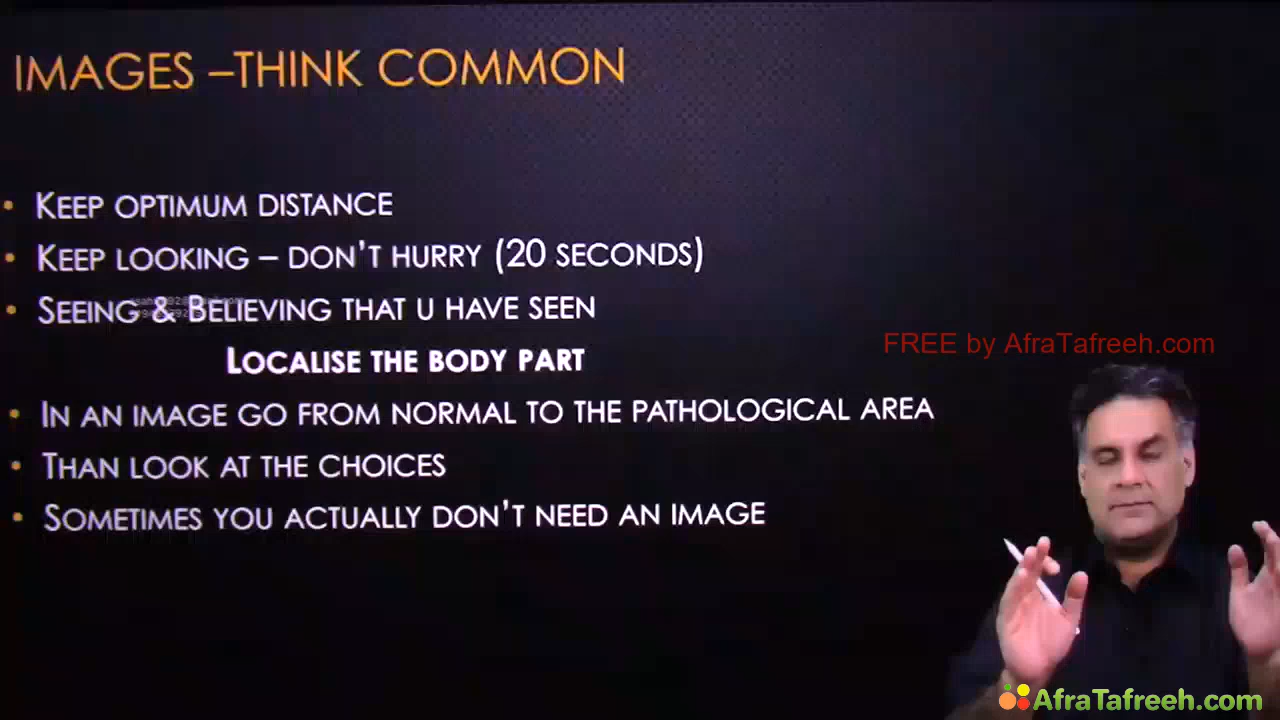 IMAGES –THINK COMMON
• KEEP OPTIMUM DISTANCE
• KEEP LOOKING – DON'T HURRY (20 SECONDS)
• SEEING & BELIEVING THAT U HAVE SEEN
LOCALISE THE BODY PART
FREE by AfraTafreeh.com
• IN AN IMAGE GO FROM NORMAL TO THE PATHOLOGICAL AREA
• THAN LOOK AT THE CHOICES
• SOMETIMES YOU ACTUALLY DON'T NEED AN IMAGE
AfraTafreeh.com